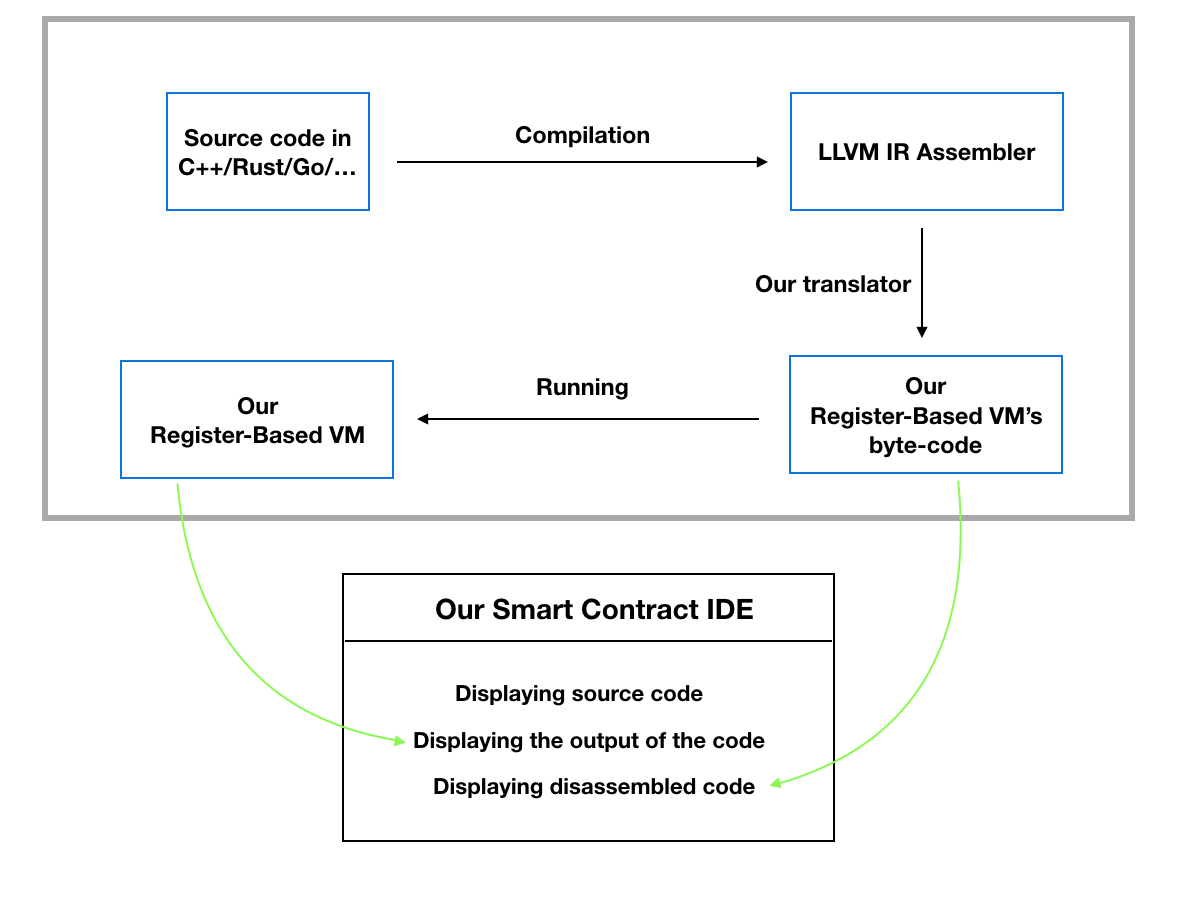 Source code in
C++/Rust/Go/…
Compilation
LLVM IR Assembler
Our translator
Our
Register-Based VM
Running
Our
Register-Based VM’s
byte-code
Our Smart Contract IDE
Displaying source code
Displaying the output of the code
Displaying disassembled code